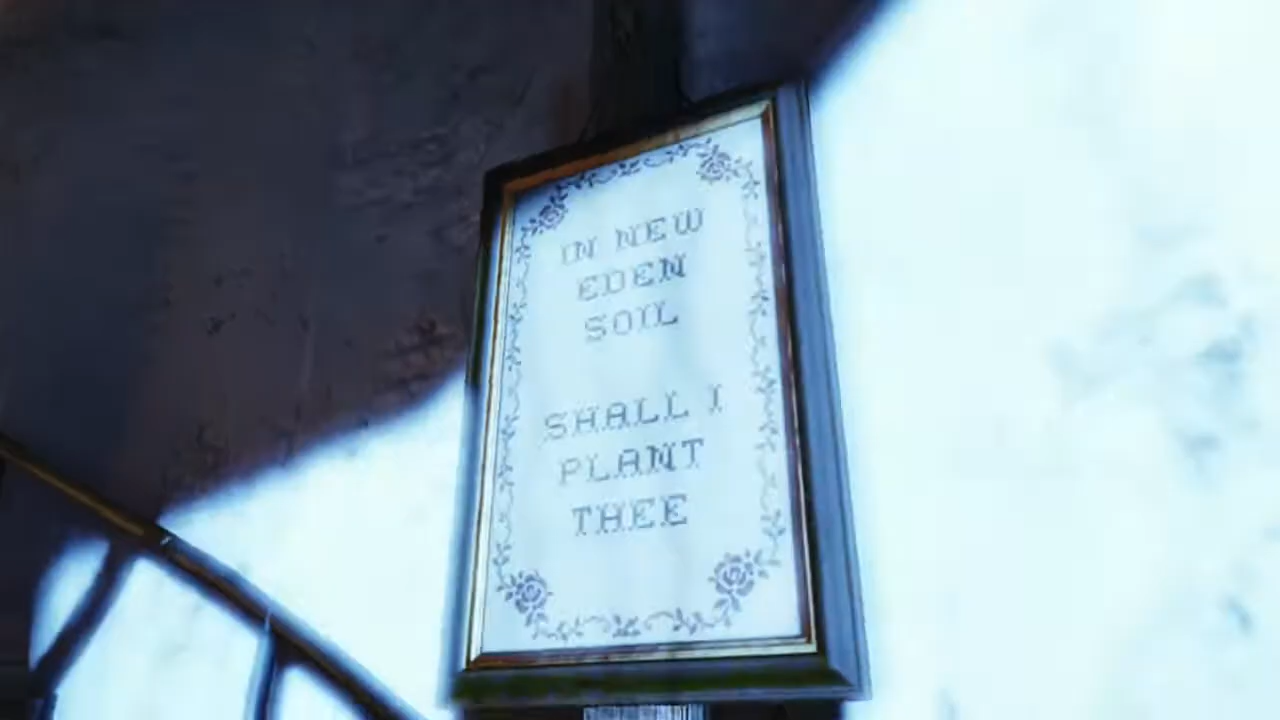 IN NEW
EDEN
SOIL
SHALL I
PLANT
THEE